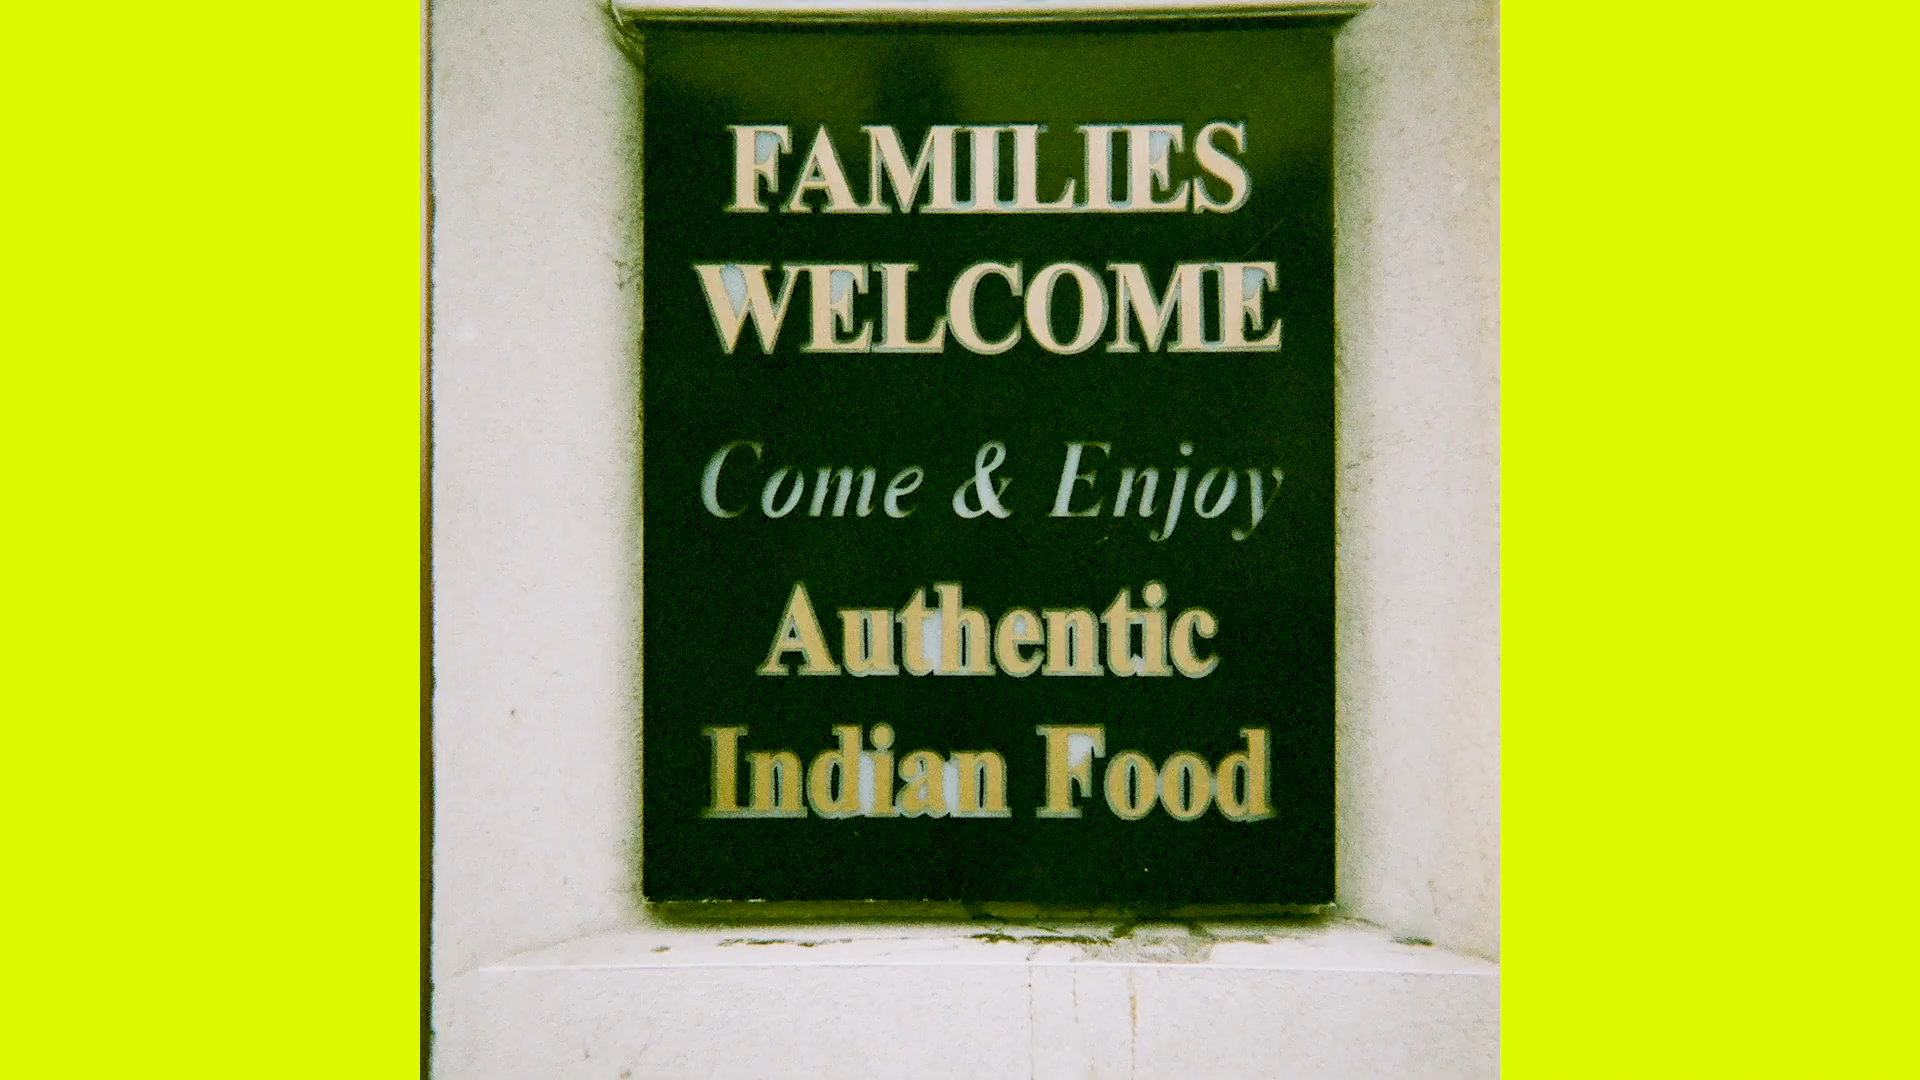 FAMILIES
WELCOME
Come & Enjoy
Authentic
Indian Food